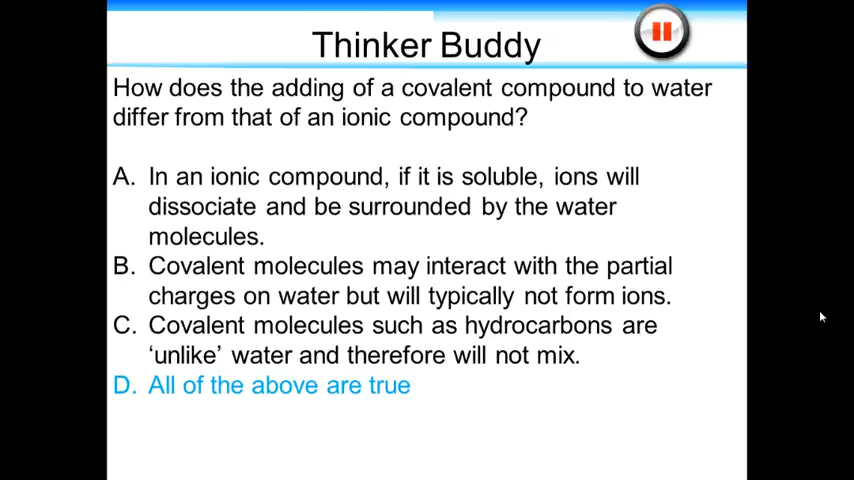 Thinker Buddy
How does the adding of a covalent compound to water
differ from that of an ionic compound?
A. In an ionic compound, if it is soluble, ions will
dissociate and be surrounded by the water
molecules.
B. Covalent molecules may interact with the partial
charges on water but will typically not form ions.
C. Covalent molecules such as hydrocarbons are
‘unlike’ water and therefore will not mix.
D. All of the above are true